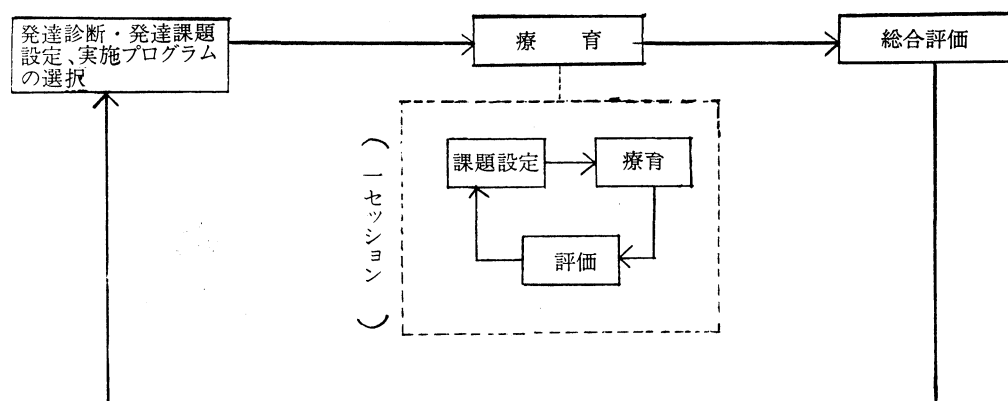 発達診断・発達課題
設定、実施プログラム
の選択
療　育
総合評価
(一セッション)
課題設定
療育
評価